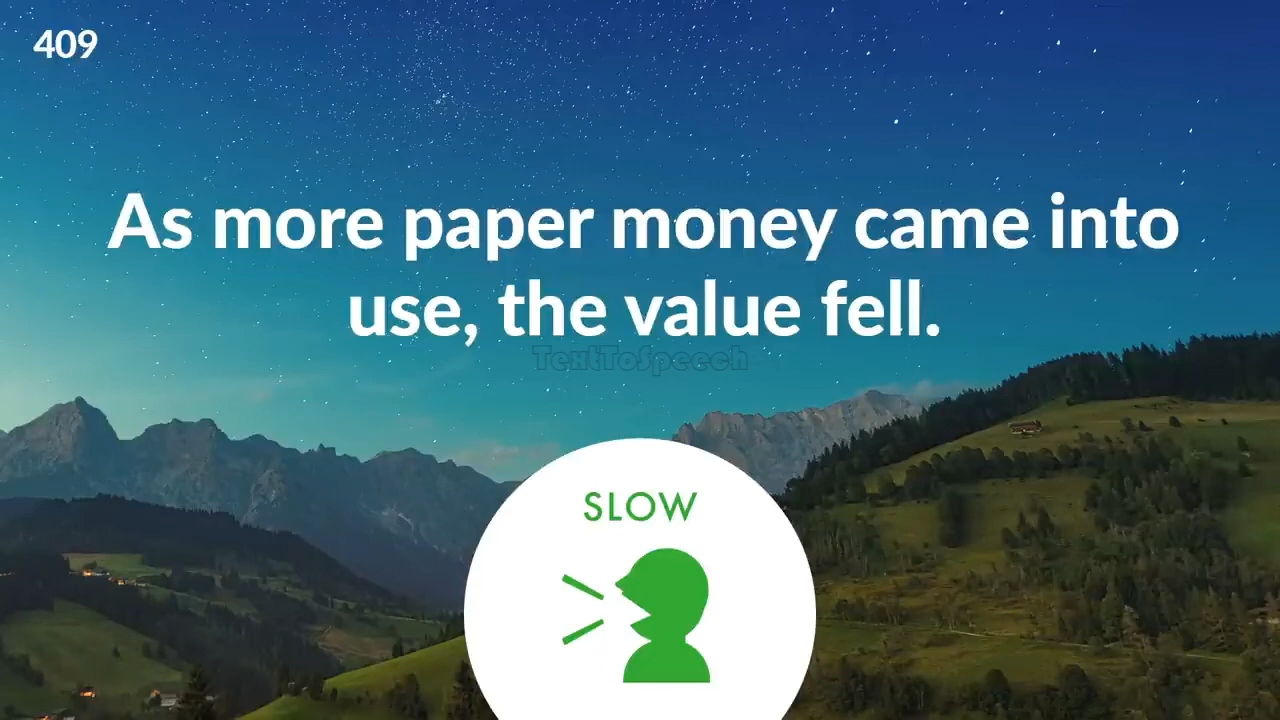 409
As more paper money came into
use, the value fell.
TextToSpeech
SLOW